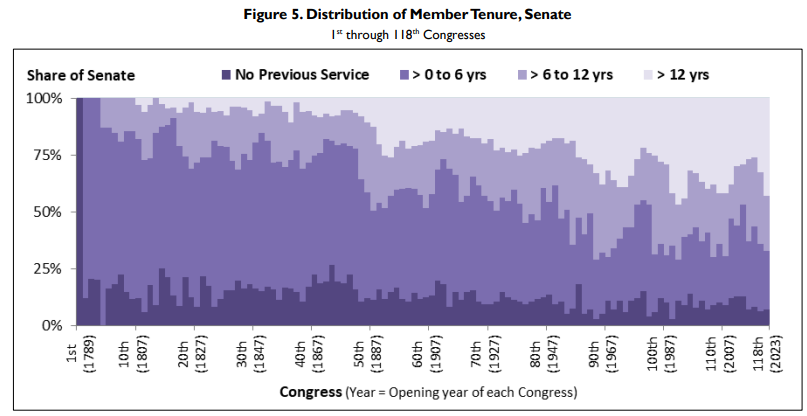 Figure 5. Distribution of Member Tenure, Senate
1st through 118th Congresses
Share of Senate
No Previous Service
> 0 to 6 yrs
> 6 to 12 yrs
> 12 yrs
100%
75%
50%
25%
0%
1st
(1789)
10th
(1807)
20th
(1827)
30th
(1847)
40th
(1867)
50th
(1887)
60th
(1907)
70th
(1927)
80th
(1947)
90th
(1967)
100th
(1987)
110th
(2007)
118th
(2023)
Congress (Year = Opening year of each Congress)